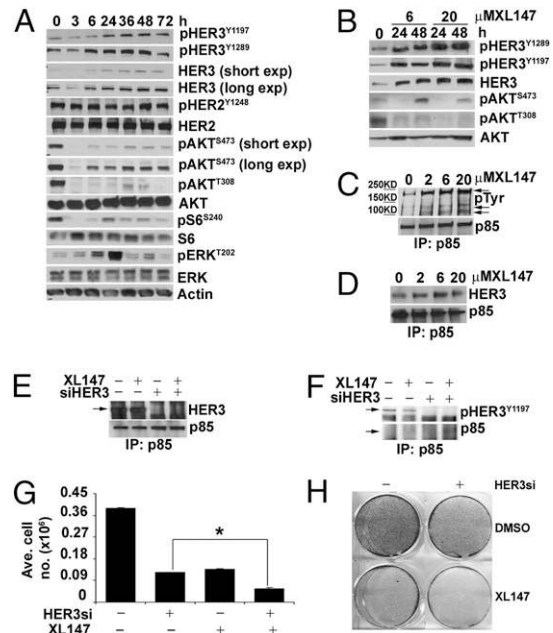 A
0 3 6 24 36 48 72 h
pHER3Y1197
pHER3Y1289
HER3 (short exp)
HER3 (long exp)
pHER2Y1248
HER2
pAKTS473 (short exp)
pAKTS473 (long exp)
pAKTT308
AKT
pS6S240
S6
pERKT202
ERK
Actin
B
6 20 μMXL147
0 24 48 24 48 h
pHER3Y1289
pHER3Y1197
HER3
pAKTS473
pAKTT308
AKT
C
0 2 6 20 μMXL147
250KD
150KD
100KD
pTyr
p85
IP: p85
D
0 2 6 20 μMXL147
HER3
p85
IP: p85
E
XL147 – + – +
siHER3 – – + +
HER3
p85
IP: p85
F
XL147 – + – +
siHER3 – – + +
pHER3Y1197
p85
IP: p85
G
Ave. cell
no. (x10⁶)
0.45
0.36
0.27
0.18
0.09
0
*
HER3si – + – +
XL147 – – + +
H
– + HER3si
DMSO
XL147